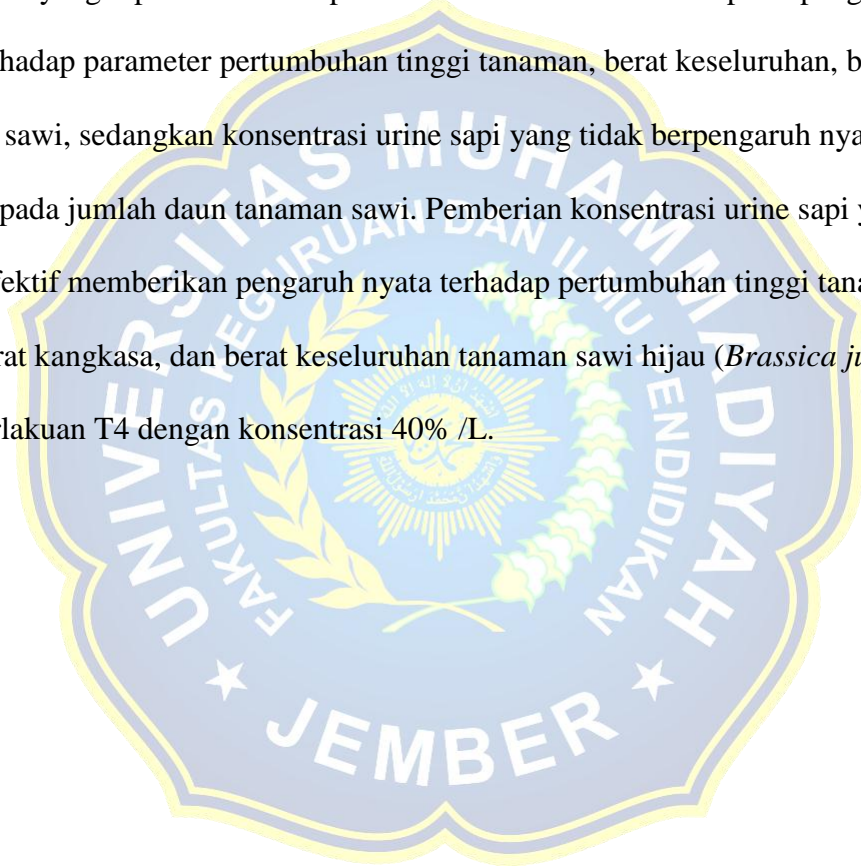 hadap parameter pertumbuhan tinggi tanaman, berat keseluruhan, b
sawi, sedangkan konsentrasi urine sapi yang tidak berpengaruh nya
pada jumlah daun tanaman sawi. Pemberian konsentrasi urine sapi y
fektif memberikan pengaruh nyata terhadap pertumbuhan tinggi tana
rat kangkasa, dan berat keseluruhan tanaman sawi hijau (Brassica ju
rlakuan T4 dengan konsentrasi 40% /L.
UNIVERSITAS MUHAMMADIYAH
FAKULTAS KEGURUAN DAN ILMU PENDIDIKAN
★ JEMBER ★